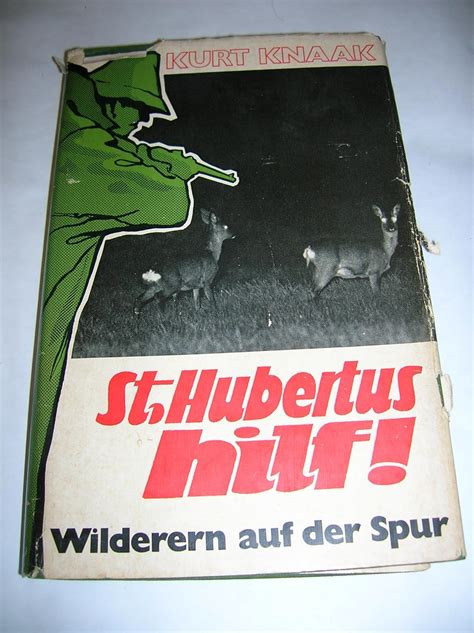 KURT KNAAK
St. Hubertus
hilf!
Wilderern auf der Spur